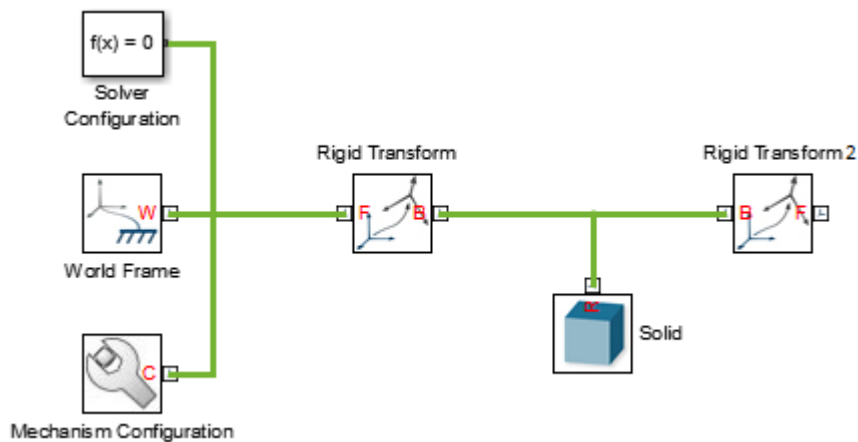 f(x) = 0
Solver
Configuration
Rigid Transform
Rigid Transform 2
W
F
B
B
F
World Frame
R
Solid
C
Mechanism Configuration